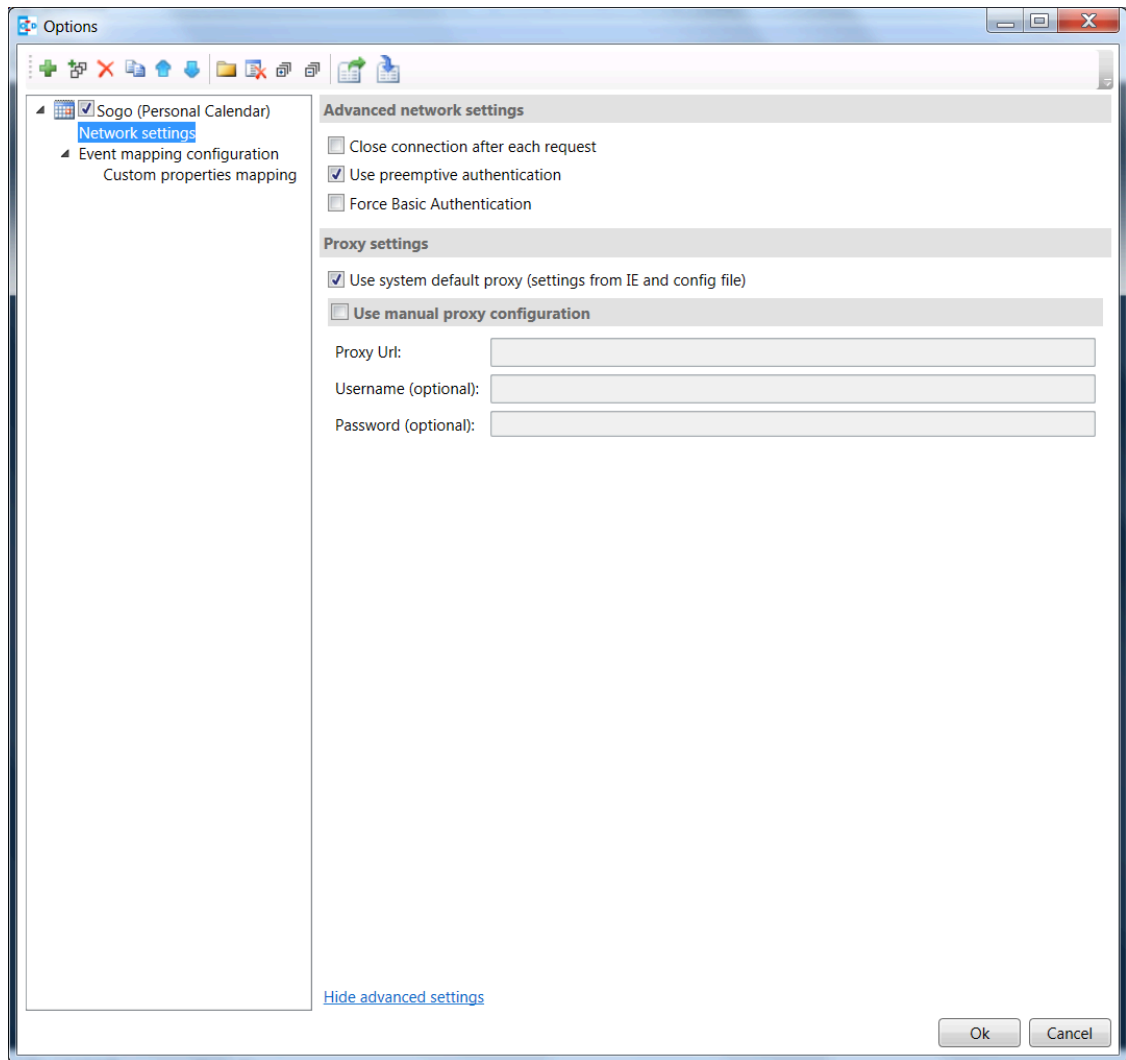 Options
Sogo (Personal Calendar)
Network settings
Event mapping configuration
Custom properties mapping
Advanced network settings
Close connection after each request
Use preemptive authentication
Force Basic Authentication
Proxy settings
Use system default proxy (settings from IE and config file)
Use manual proxy configuration
Proxy Url:
Username (optional):
Password (optional):
Hide advanced settings
Ok
Cancel